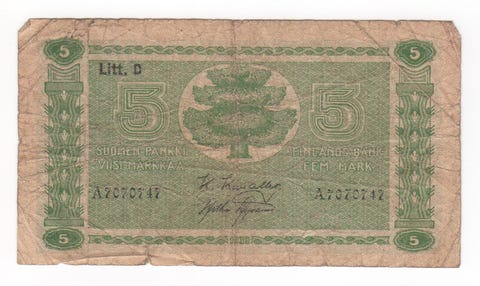 5 5
Litt. D
5 5
SUOMEN PANKKI FINLANDS BANK
VIISI MARKKAA FEM MARK
A7070747 A7070747
5 5